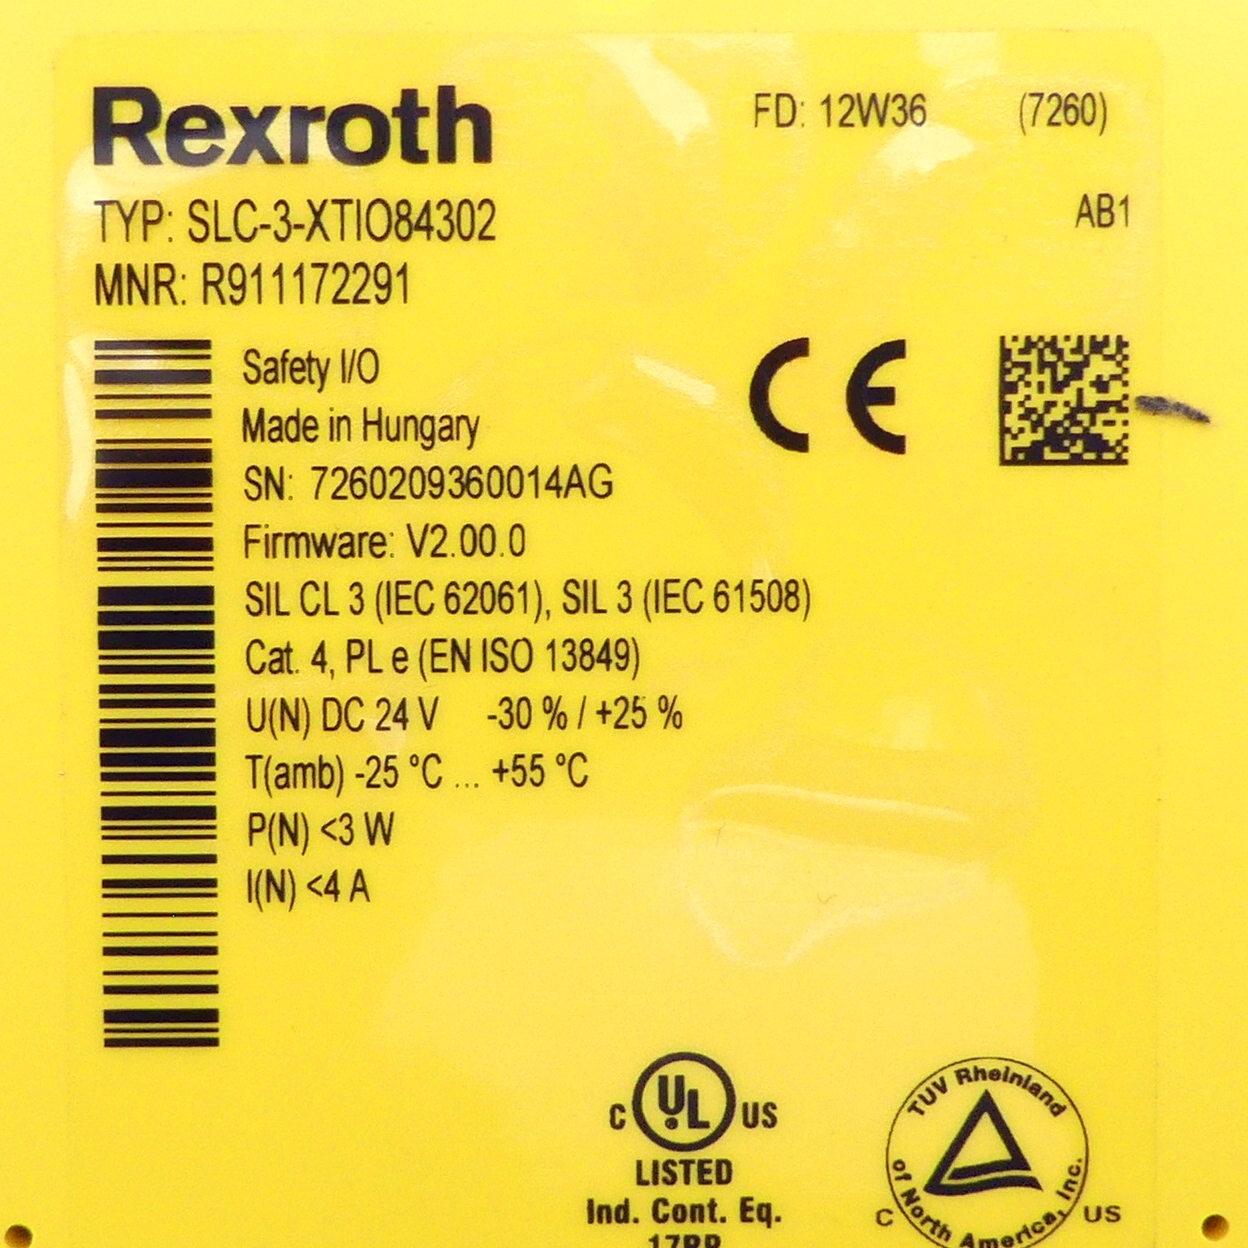 Rexroth
FD: 12W36 (7260)
TYP: SLC-3-XTIO84302
AB1
MNR: R911172291
Safety I/O
Made in Hungary
SN: 7260209360014AG
Firmware: V2.00.0
SIL CL 3 (IEC 62061), SIL 3 (IEC 61508)
Cat. 4, PL e (EN ISO 13849)
U(N) DC 24 V -30 % / +25 %
T(amb) -25 °C ... +55 °C
P(N) <3 W
I(N) <4 A
CE
C UL US
LISTED
Ind. Cont. Eq.
TUV Rheinland
of North America, Inc.
C US